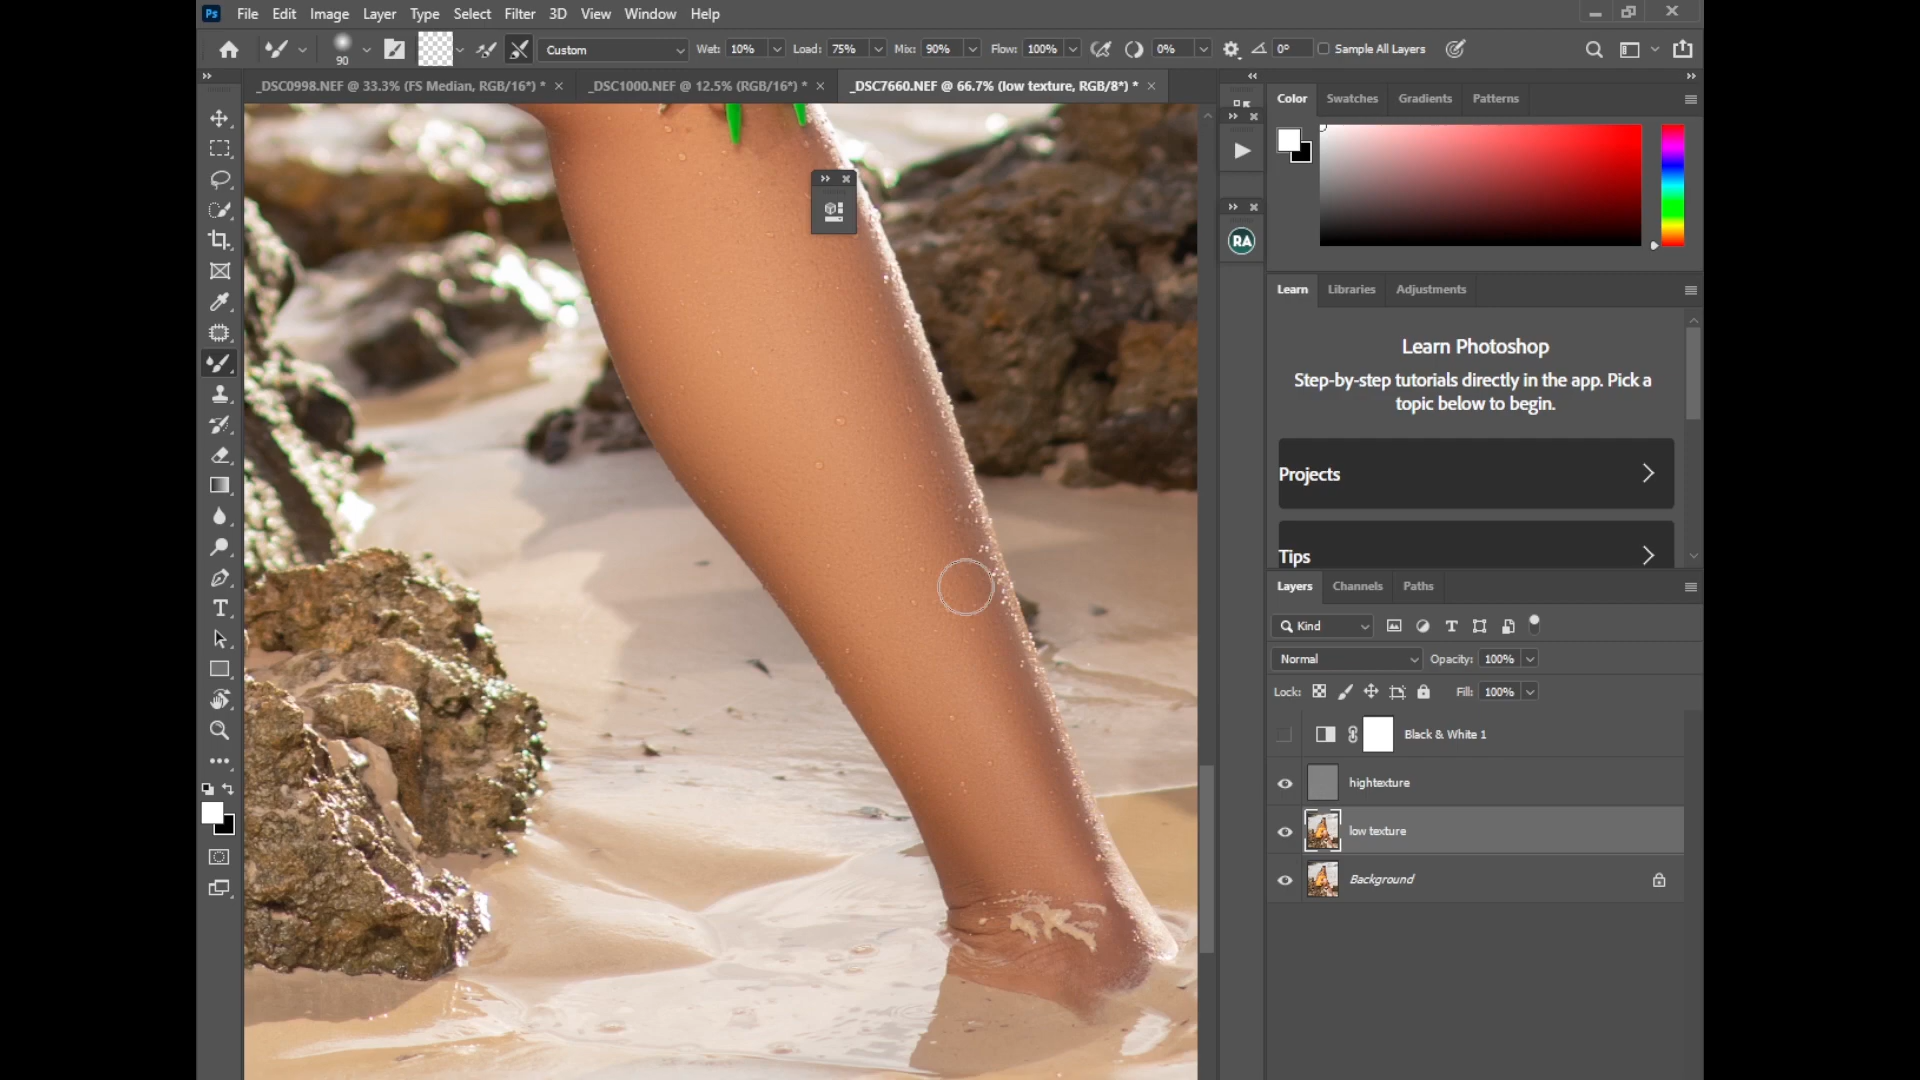 Ps File Edit Image Layer Type Select Filter 3D View Window Help
90 Custom Wet: 10% Load: 75% Mix: 90% Flow: 100% 0% 0° Sample All Layers
_DSC0998.NEF @ 33.3% (FS Median, RGB/16*) * × _DSC1000.NEF @ 12.5% (RGB/16*) * × _DSC7660.NEF @ 66.7% (low texture, RGB/8*) * ×
Color Swatches Gradients Patterns
RA
Learn Libraries Adjustments
Learn Photoshop
Step-by-step tutorials directly in the app. Pick a
topic below to begin.
Projects
Tips
Layers Channels Paths
Kind
Normal Opacity: 100%
Lock: Fill: 100%
Black & White 1
hightexture
low texture
Background